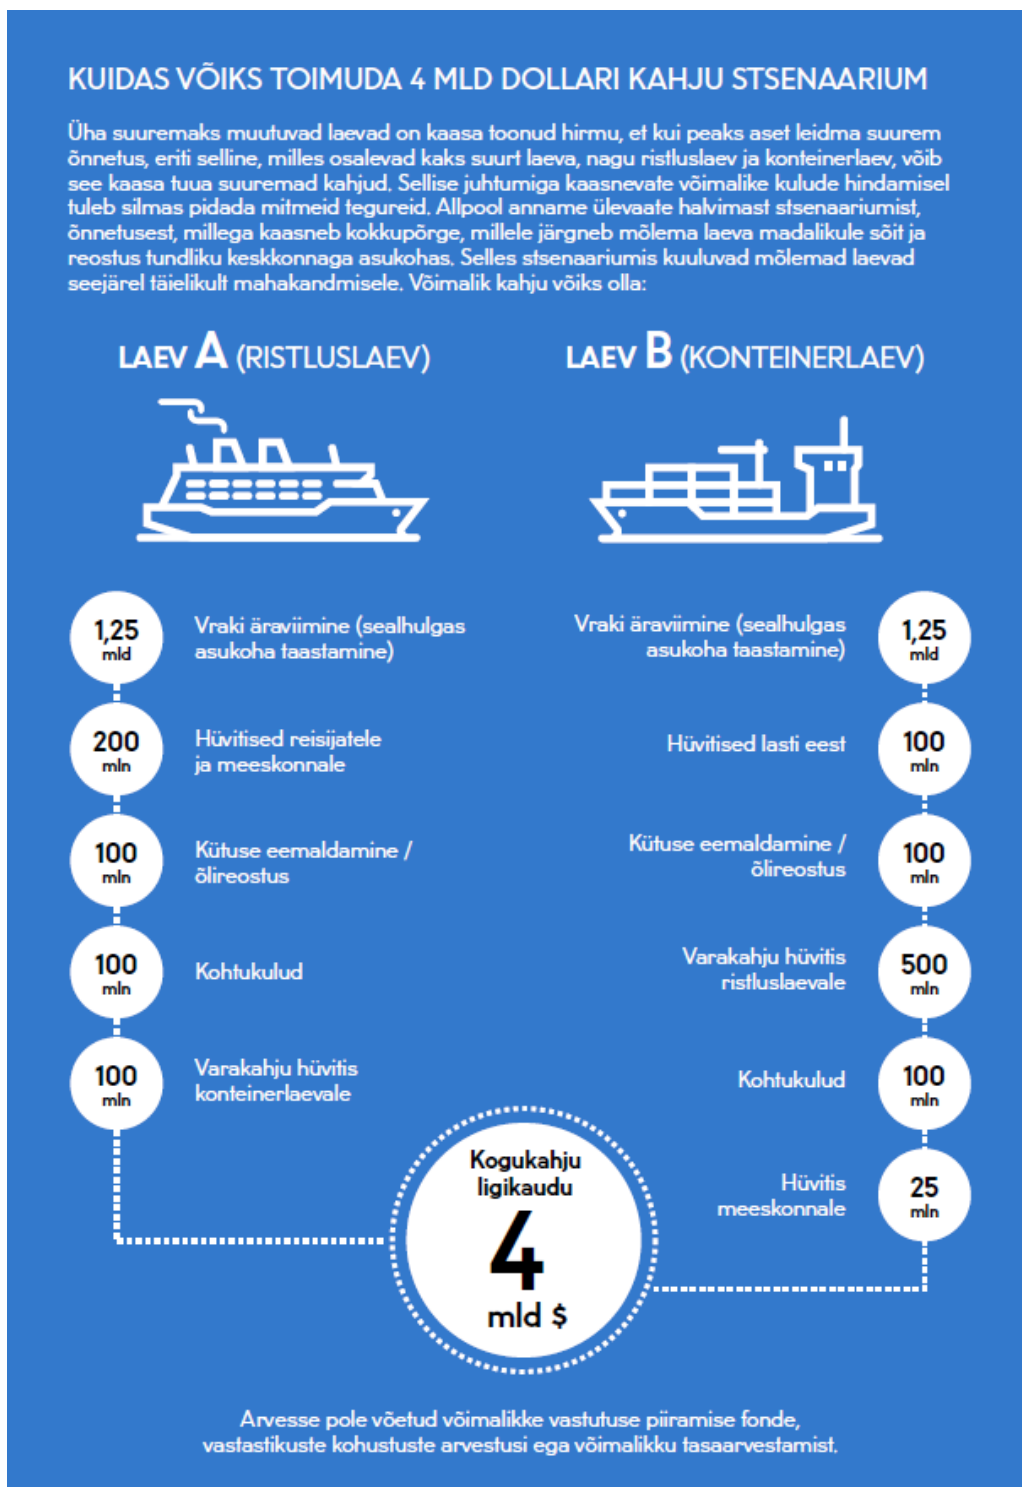 KUIDAS VÕIKS TOIMUDA 4 MLD DOLLARI KAHJU STSENAARIUM
Üha suuremaks muutuvad laevad on kaasa toonud hirmu, et kui peaks aset leidma suurem
õnnetus, eriti selline, milles osalevad kaks suurt laeva, nagu ristluslaev ja konteinerlaev, võib
see kaasa tuua suuremad kahjud. Sellise juhtumiga kaasnevate võimalike kulude hindamisel
tuleb silmas pidada mitmeid tegureid. Allpool anname ülevaate halvimast stsenaariumist,
õnnetusest, millega kaasneb kokkupõrge, millele järgneb mõlema laeva madalikule sõit ja
reostus tundliku keskkonnaga asukohas. Selles stsenaariumis kuuluvad mõlemad laevad
seejärel täielikult mahakandmisele. Võimalik kahju võiks olla:
LAEV A (RISTLUSLAEV)
1,25
mld
Vraki äraviimine (sealhulgas
asukoha taastamine)
200
mln
Hüvitised reisijatele
ja meeskonnale
100
mln
Kütuse eemaldamine /
õlireostus
100
mln
Kohtukulud
100
mln
Varakahju hüvitis
konteinerlaevale
LAEV B (KONTEINERLAEV)
Vraki äraviimine (sealhulgas
asukoha taastamine)
1,25
mld
Hüvitised lasti eest
100
mln
Kütuse eemaldamine /
õlireostus
100
mln
Varakahju hüvitis
ristluslaevale
500
mln
Kohtukulud
100
mln
Hüvitis
meeskonnale
25
mln
Kogukahju
ligikaudu
4
mld $
Arvesse pole võetud võimalikke vastutuse piiramise fonde,
vastastikuste kohustuste arvestusi ega võimalikku tasaarvestamist.